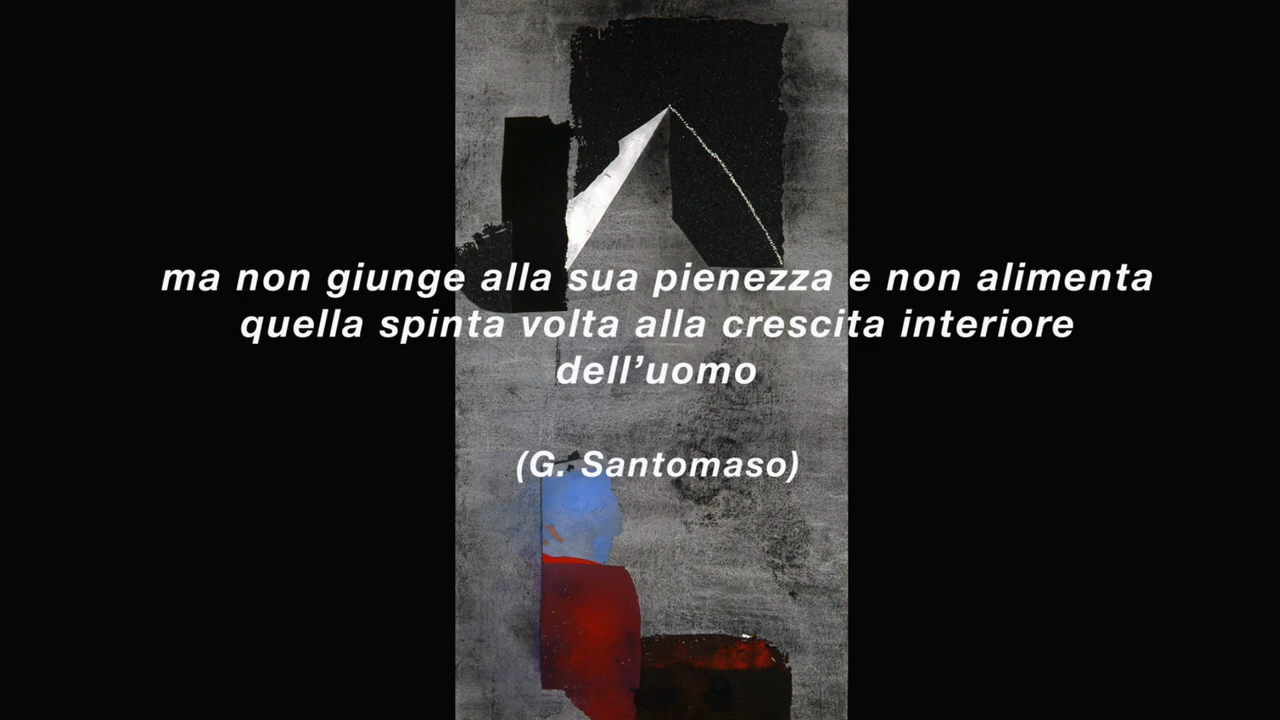 ma non giunge alla sua pienezza e non alimenta
quella spinta volta alla crescita interiore
dell’uomo
(G. Santomaso)